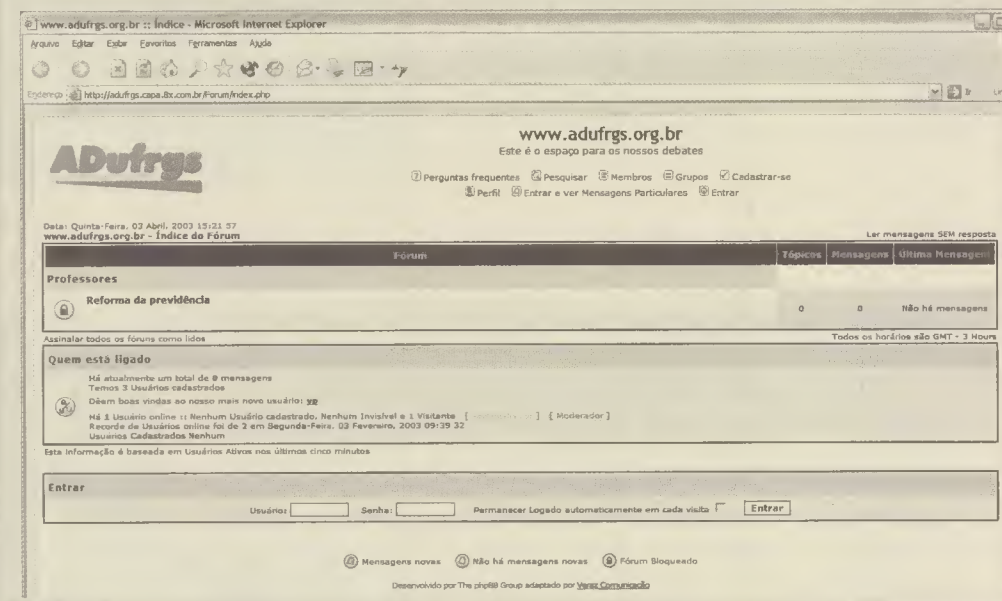 www.adufrgs.org.br :: Índice - Microsoft Internet Explorer
Arquivo Editar Exibir Favoritos Ferramentas Ajuda
Endereço http://adufrgs.capa.8x.com.br/Forum/index.php Ir
ADufrgs
www.adufrgs.org.br
Este é o espaço para os nossos debates
Perguntas frequentes Pesquisar Membros Grupos Cadastrar-se
Perfil Entrar e ver Mensagens Particulares Entrar
Data: Quinta-Feira, 03 Abril, 2003 15:21 57
www.adufrgs.org.br - Índice do Fórum Ler mensagens SEM resposta
Fórum Tópicos Mensagens Última Mensagem
Professores
Reforma da previdência
0 0 Não há mensagens
Assinalar todos os fóruns como lidos Todos os horários são GMT - 3 Hours
Quem está ligado
Há atualmente um total de 0 mensagens
Temos 3 Usuários cadastrados
Dêem boas vindas ao nosso mais novo usuário:
Há 1 Usuário online :: Nenhum Usuário cadastrado, Nenhum Invisível e 1 Visitante [ ] [ Moderador ]
Recorde de Usuários online foi de 2 em Segunda-Feira, 03 Fevereiro, 2003 09:39 32
Usuários Cadastrados Nenhum
Esta informação é baseada em Usuários Ativos nos últimos cinco minutos
Entrar
Usuário: Senha: Permanecer Logado automaticamente em cada visita Entrar
Mensagens novas Não há mensagens novas Fórum Bloqueado
Desenvolvido por The phpBB Group adaptado por Veraz Comunicação